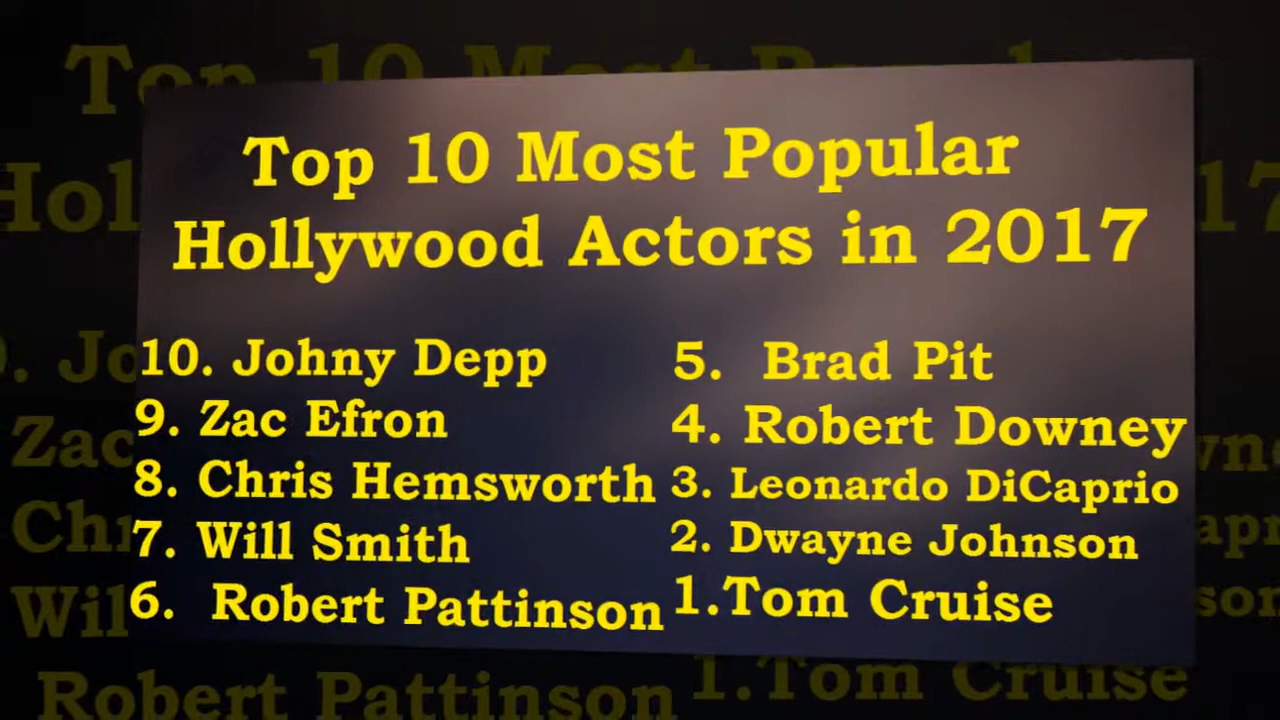 Top 10 Most Popular
Hollywood Actors in 2017
10. Johny Depp
9. Zac Efron
8. Chris Hemsworth
7. Will Smith
6. Robert Pattinson
5. Brad Pit
4. Robert Downey
3. Leonardo DiCaprio
2. Dwayne Johnson
1.Tom Cruise